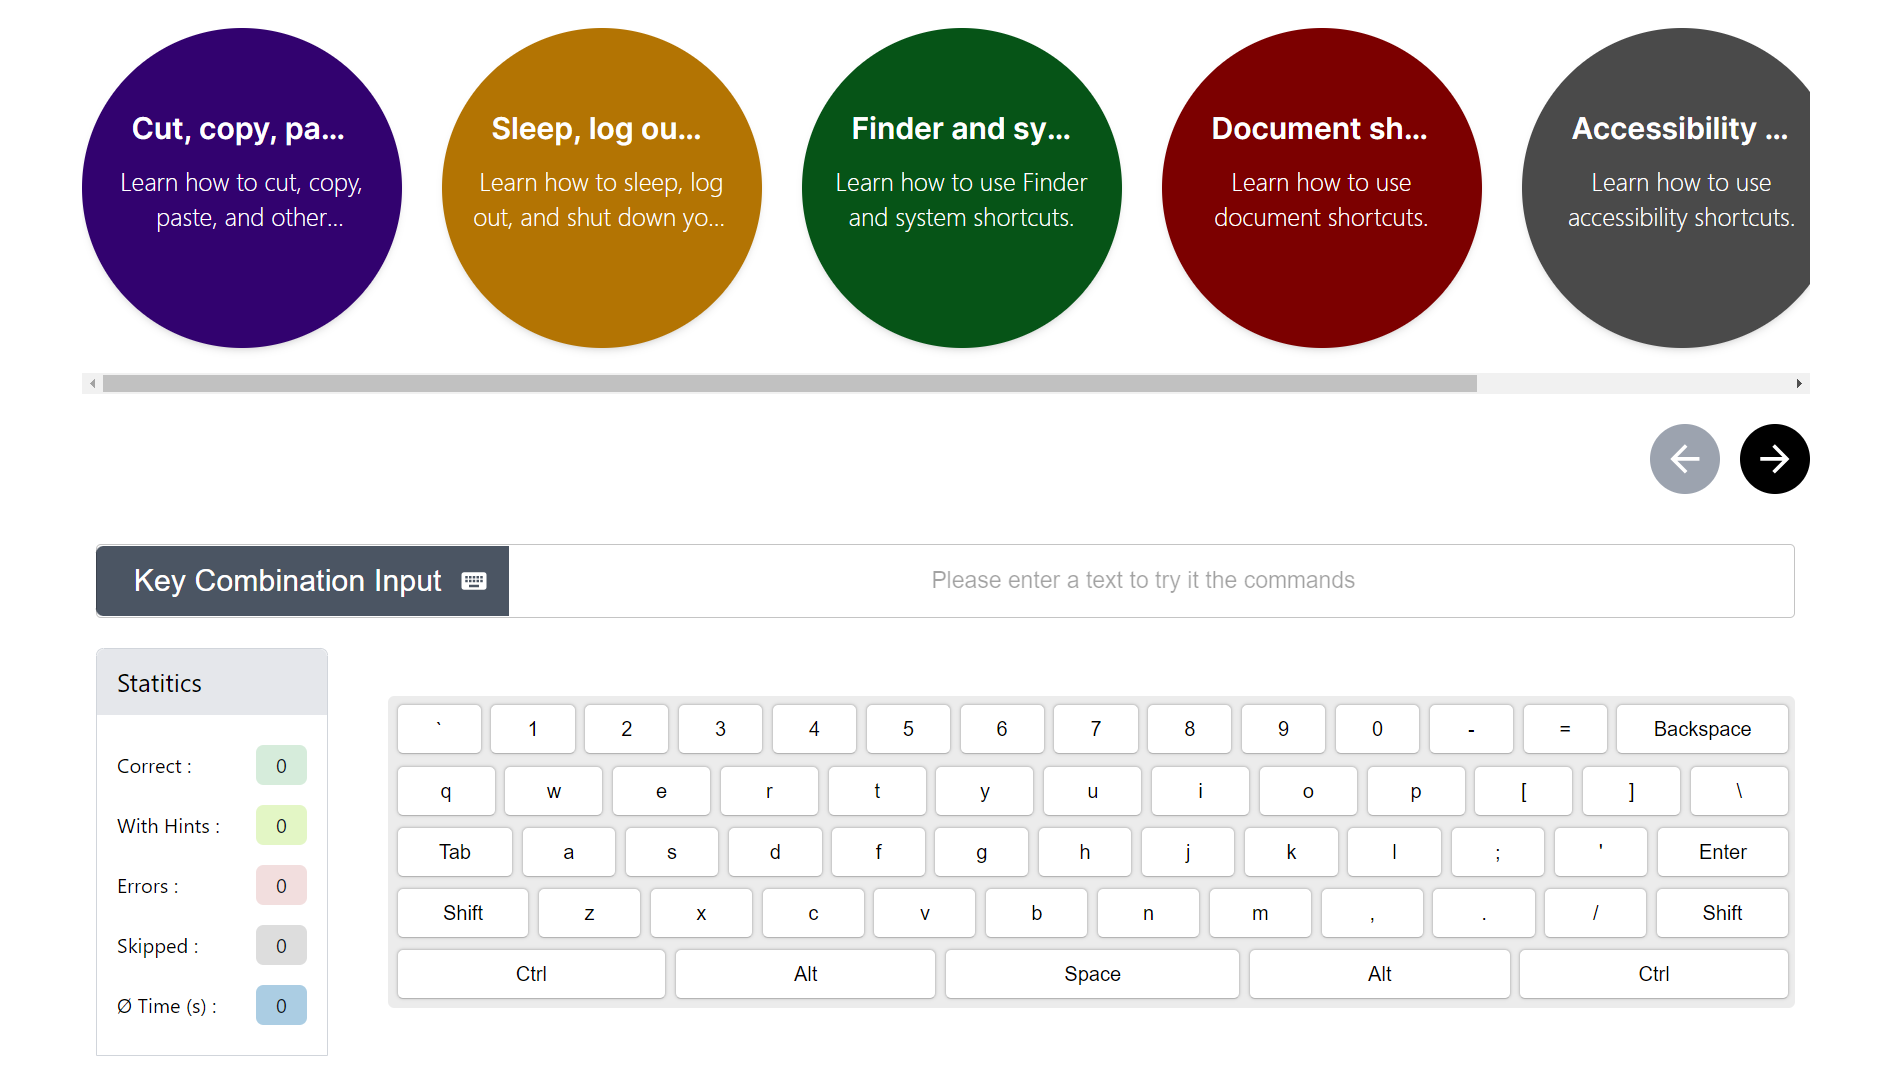 Cut, copy, pa...
Learn how to cut, copy,
paste, and other...
Sleep, log ou...
Learn how to sleep, log
out, and shut down yo...
Finder and sy...
Learn how to use Finder
and system shortcuts.
Document sh...
Learn how to use
document shortcuts.
Accessibility ...
Learn how to use
accessibility shortcuts.
Key Combination Input
Please enter a text to try it the commands
Statitics
Correct : 0
With Hints : 0
Errors : 0
Skipped : 0
Ø Time (s) : 0
` 1 2 3 4 5 6 7 8 9 0 - = Backspace
q w e r t y u i o p [ ] \
Tab a s d f g h j k l ; ' Enter
Shift z x c v b n m , . / Shift
Ctrl Alt Space Alt Ctrl